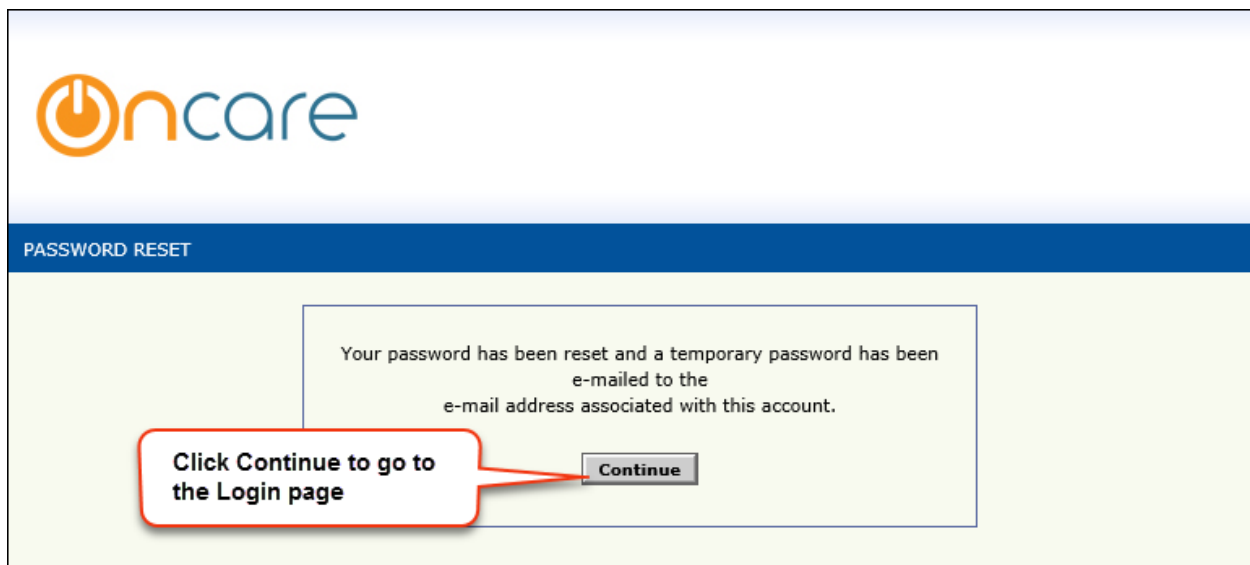 Oncare
PASSWORD RESET
Your password has been reset and a temporary password has been
e-mailed to the
e-mail address associated with this account.
Click Continue to go to
the Login page
Continue